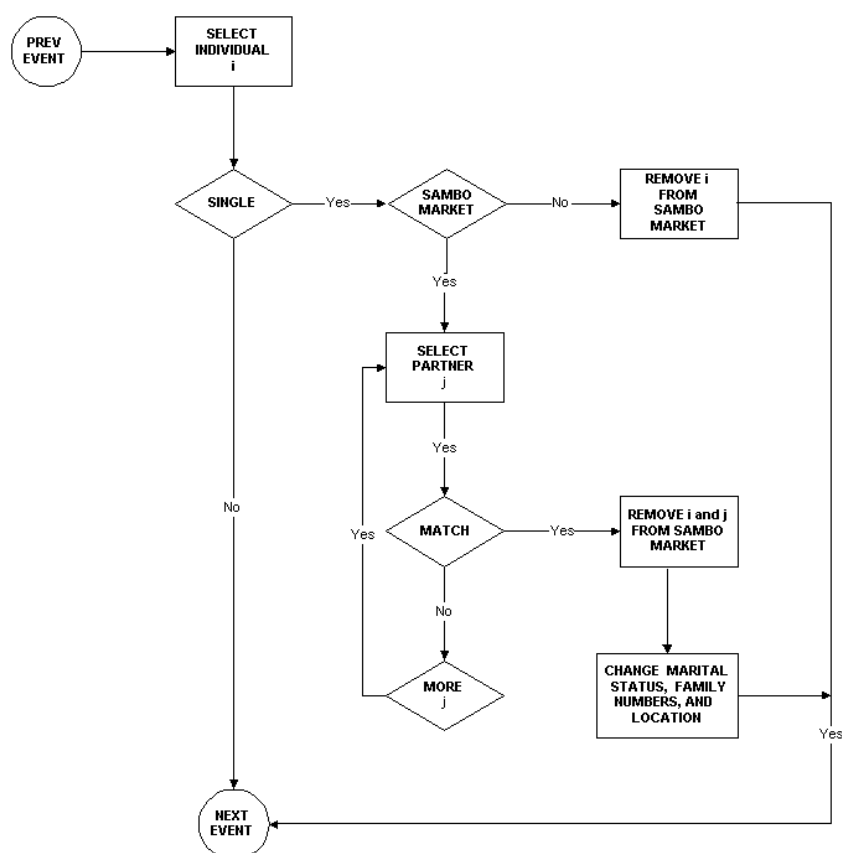 PREV
EVENT
SELECT
INDIVIDUAL
i
SINGLE
Yes
SAMBO
MARKET
No
REMOVE i
FROM
SAMBO
MARKET
Yes
SELECT
PARTNER
j
Yes
No
Yes
MATCH
Yes
REMOVE i and j
FROM SAMBO
MARKET
No
MORE
j
CHANGE MARITAL
STATUS, FAMILY
NUMBERS, AND
LOCATION
Yes
NEXT
EVENT